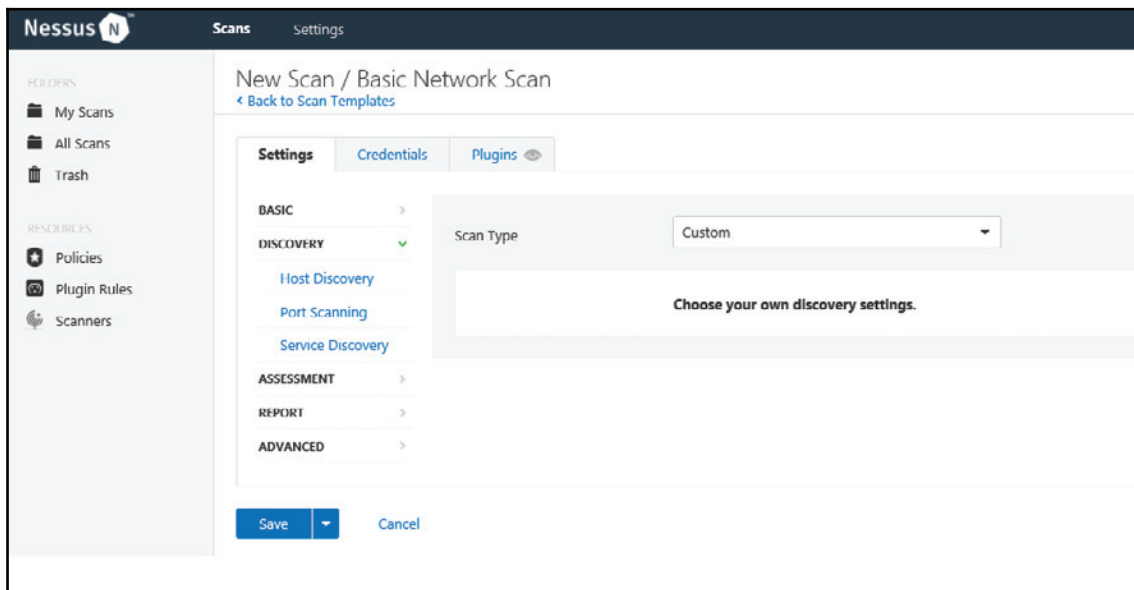 Nessus N
Scans Settings
FOLDERS
My Scans
All Scans
Trash
RESOURCES
Policies
Plugin Rules
Scanners
New Scan / Basic Network Scan
Back to Scan Templates
Settings Credentials Plugins
BASIC
DISCOVERY
Host Discovery
Port Scanning
Service Discovery
ASSESSMENT
REPORT
ADVANCED
Scan Type Custom
Choose your own discovery settings.
Save Cancel